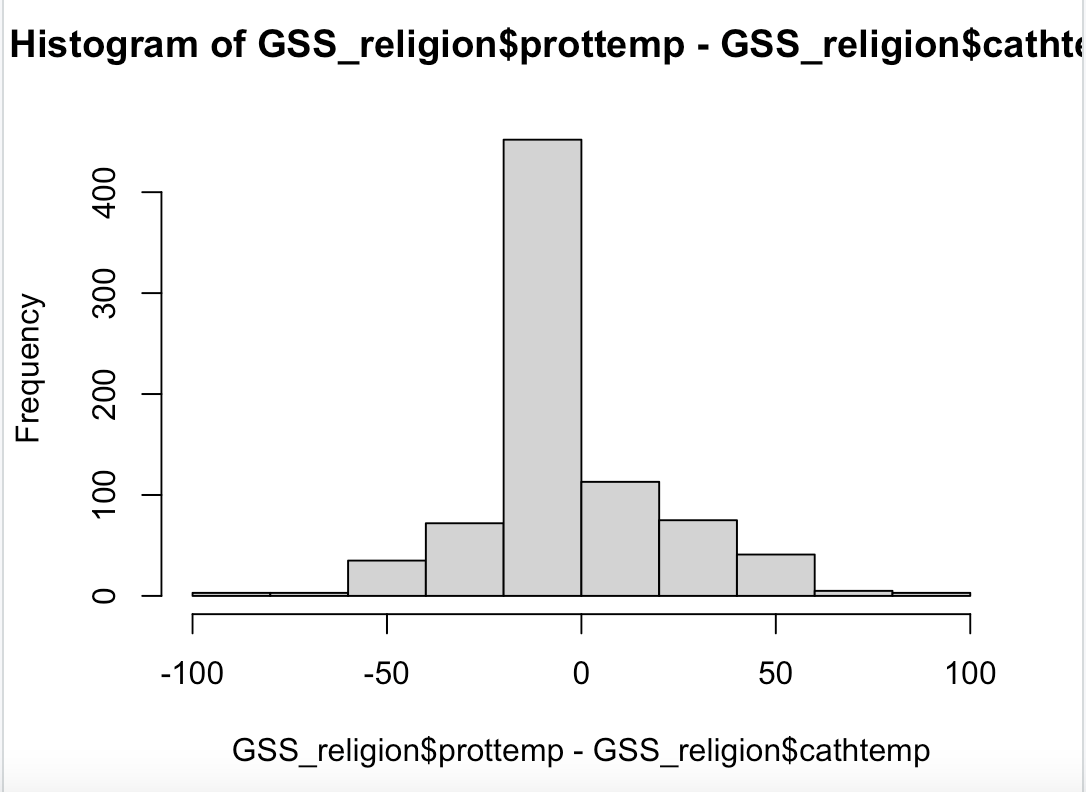 Histogram of GSS_religion$prottemp - GSS_religion$cathte
Frequency
400
300
200
100
0
-100 -50 0 50 100
GSS_religion$prottemp - GSS_religion$cathtemp